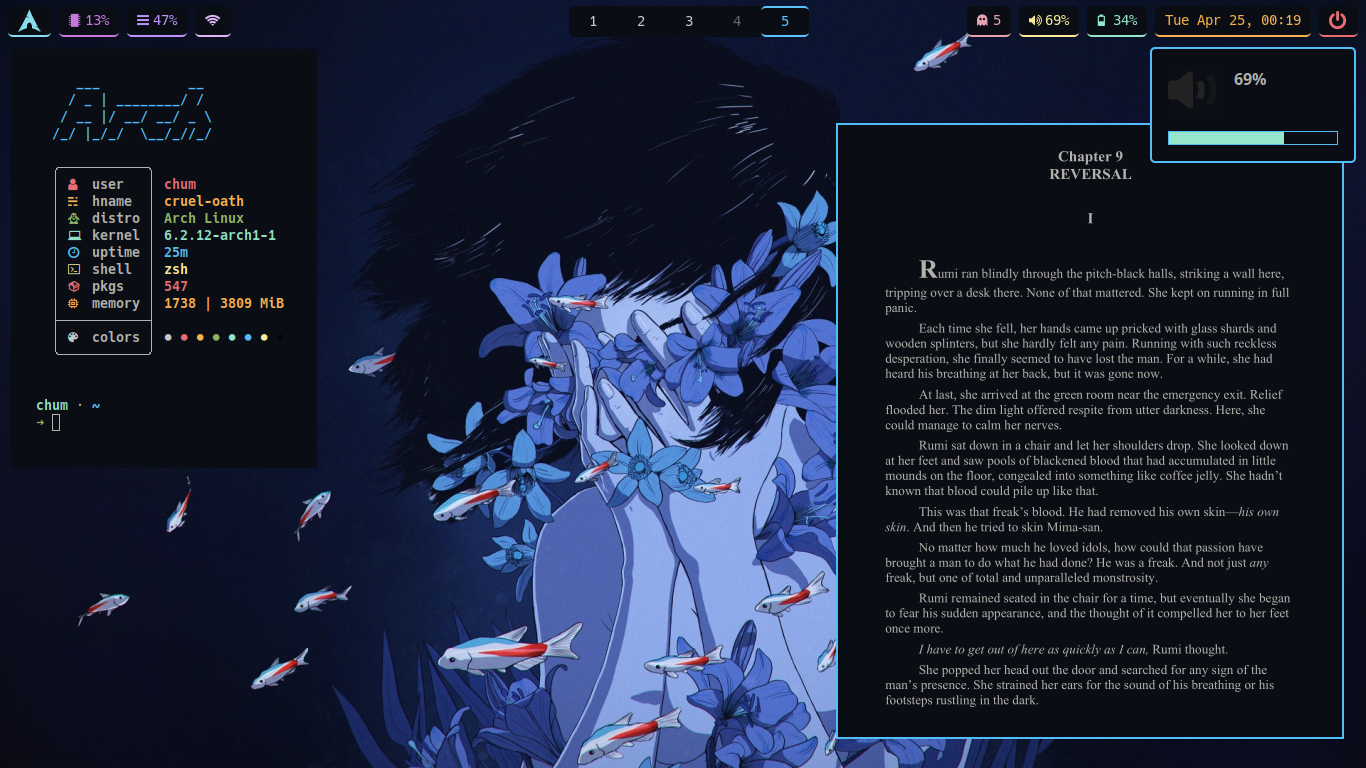 13%
47%
1 2 3 4 5
5
69%
34%
Tue Apr 25, 00:19
69%
user chum
hname cruel-oath
distro Arch Linux
kernel 6.2.12-arch1-1
uptime 25m
shell zsh
pkgs 547
memory 1738 | 3809 MiB
colors
chum · ~
➜
Chapter 9
REVERSAL
I
Rumi ran blindly through the pitch-black halls, striking a wall here,
tripping over a desk there. None of that mattered. She kept on running in full
panic.
Each time she fell, her hands came up pricked with glass shards and
wooden splinters, but she hardly felt any pain. Running with such reckless
desperation, she finally seemed to have lost the man. For a while, she had
heard his breathing at her back, but it was gone now.
At last, she arrived at the green room near the emergency exit. Relief
flooded her. The dim light offered respite from utter darkness. Here, she
could manage to calm her nerves.
Rumi sat down in a chair and let her shoulders drop. She looked down
at her feet and saw pools of blackened blood that had accumulated in little
mounds on the floor, congealed into something like coffee jelly. She hadn’t
known that blood could pile up like that.
This was that freak’s blood. He had removed his own skin—his own
skin. And then he tried to skin Mima-san.
No matter how much he loved idols, how could that passion have
brought a man to do what he had done? He was a freak. And not just any
freak, but one of total and unparalleled monstrosity.
Rumi remained seated in the chair for a time, but eventually she began
to fear his sudden appearance, and the thought of it compelled her to her feet
once more.
I have to get out of here as quickly as I can, Rumi thought.
She popped her head out the door and searched for any sign of the
man’s presence. She strained her ears for the sound of his breathing or his
footsteps rustling in the dark.